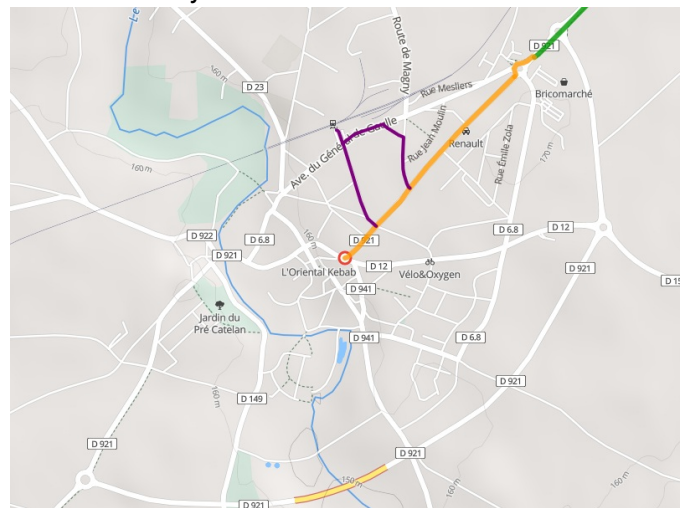 D 921
160 m
D 23
Route de Magny
Rue Mesliers
Bricomarché
Ave. du Général de Gaulle
Rue Jean Moulin
Renault
Rue Émile Zola
170 m
160 m
D 922
D 6.8
160 m
D 921
D 6.8
D 12
D 921
L'Oriental Kebab
D 12
Vélo&Oxygen
D 921
D 15
D 941
Jardin du
Pré Catelan
D 941
D 6.8
D 921
D 149
160 m
D 921
150 m
160 m